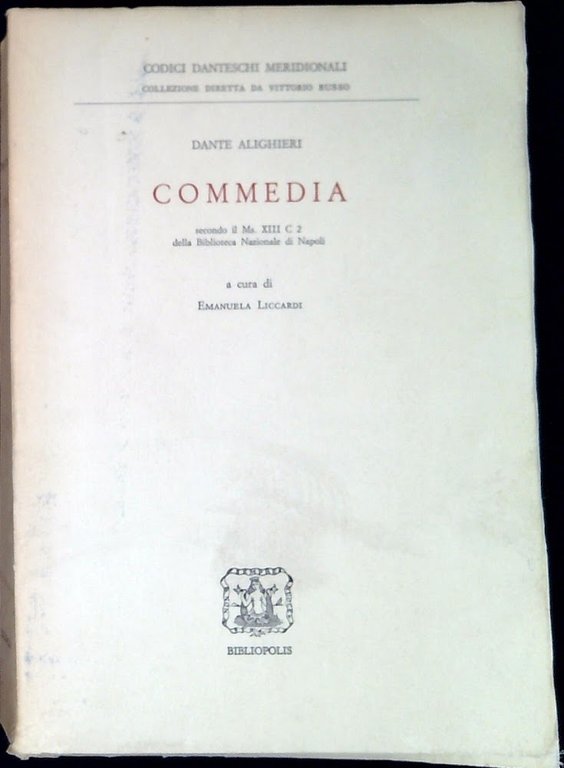 CODICI DANTESCHI MERIDIONALI
COLLEZIONE DIRETTA DA VITTORIO RUSSO
DANTE ALIGHIERI
COMMEDIA
secondo il Ms. XIII C 2
della Biblioteca Nazionale di Napoli
a cura di
EMANUELA LICCARDI
BIBLIOPOLIS